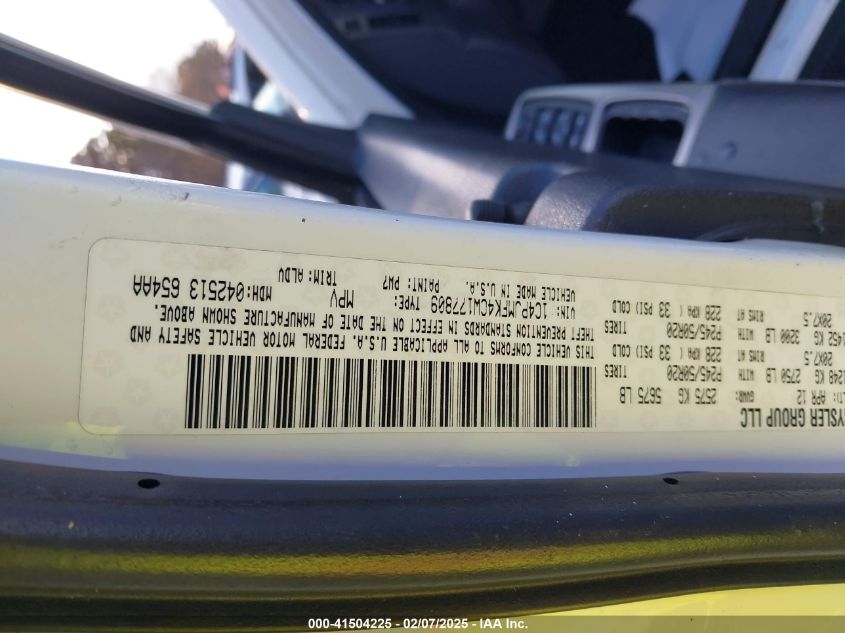 YSLER GROUP LLC
LT): APR 12 GVWR: 2575 KG 5675 LB
1248 KG 2750 LB WITH P245/50R20 TIRES
20X7.5 RIMS AT 228 KPA ( 33 PSI) COLD
1452 KG 3200 LB WITH P245/50R20 TIRES
20X7.5 RIMS AT 228 KPA ( 33 PSI) COLD
THIS VEHICLE CONFORMS TO ALL APPLICABLE U.S.A. FEDERAL MOTOR VEHICLE SAFETY AND
THEFT PREVENTION STANDARDS IN EFFECT ON THE DATE OF MANUFACTURE SHOWN ABOVE.
VIN: 1C4PJMFK4CW177809 TYPE: MPV MDH:042513 654AA
VEHICLE MADE IN U.S.A. PAINT: PW7 TRIM: ALDV
000-41504225 - 02/07/2025 - IAA Inc.